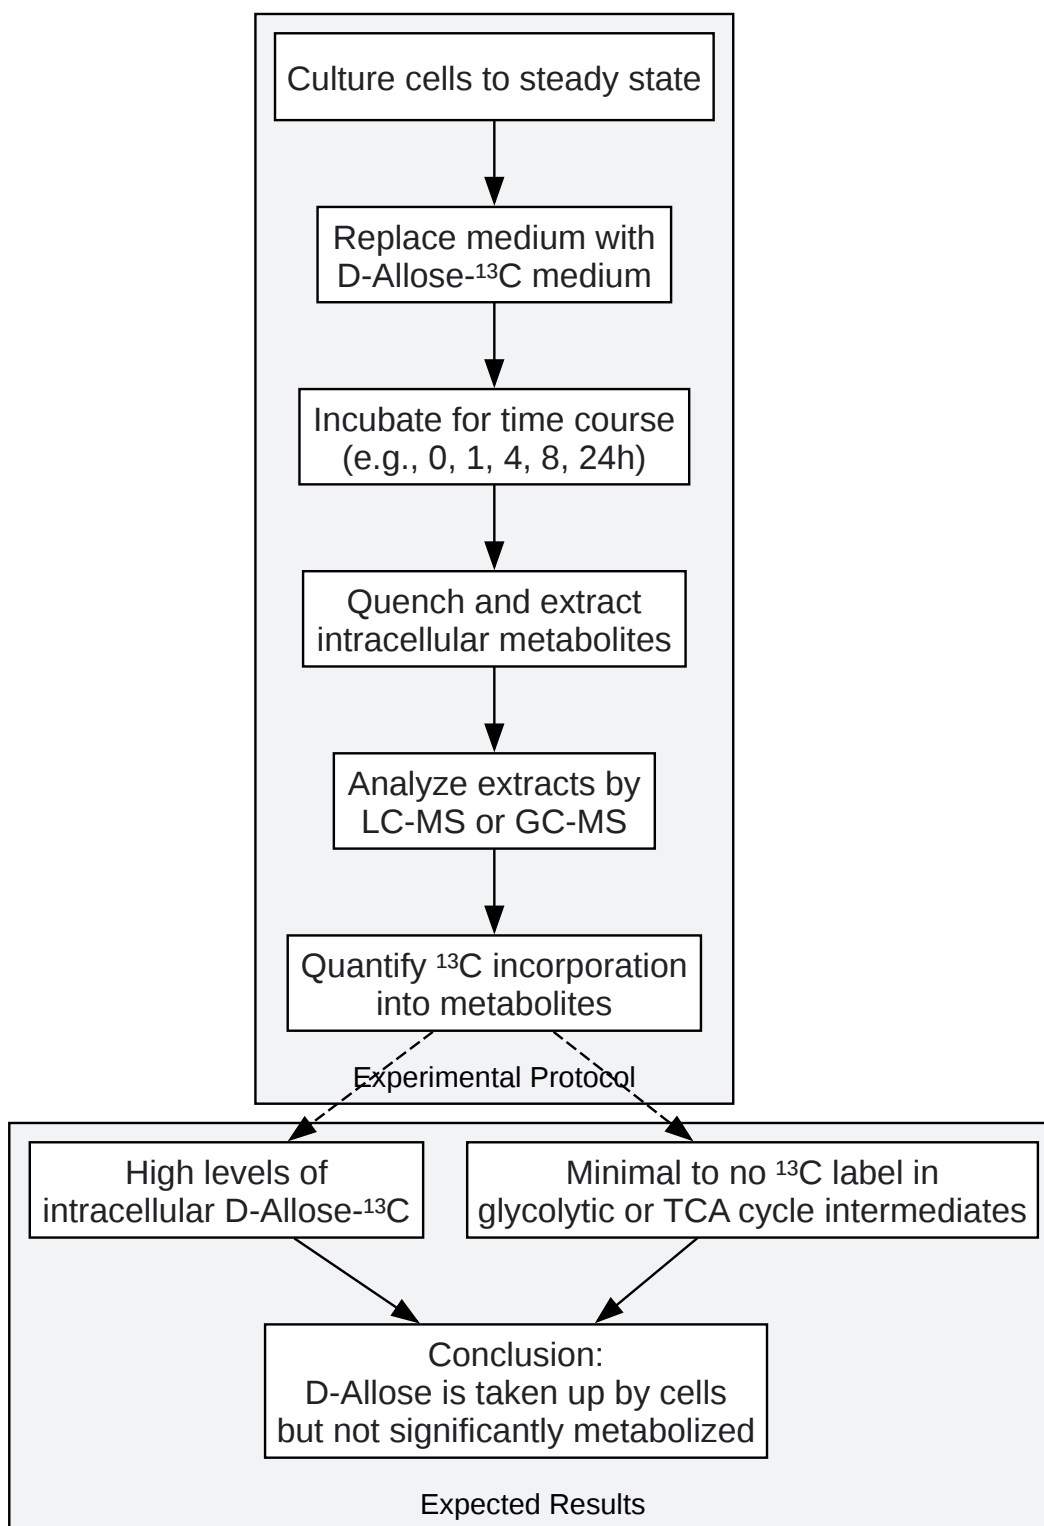 Culture cells to steady state
Replace medium with
D-Allose-¹³C medium
Incubate for time course
(e.g., 0, 1, 4, 8, 24h)
Quench and extract
intracellular metabolites
Analyze extracts by
LC-MS or GC-MS
Quantify ¹³C incorporation
into metabolites
Experimental Protocol
High levels of
intracellular D-Allose-¹³C
Minimal to no ¹³C label in
glycolytic or TCA cycle intermediates
Conclusion:
D-Allose is taken up by cells
but not significantly metabolized
Expected Results